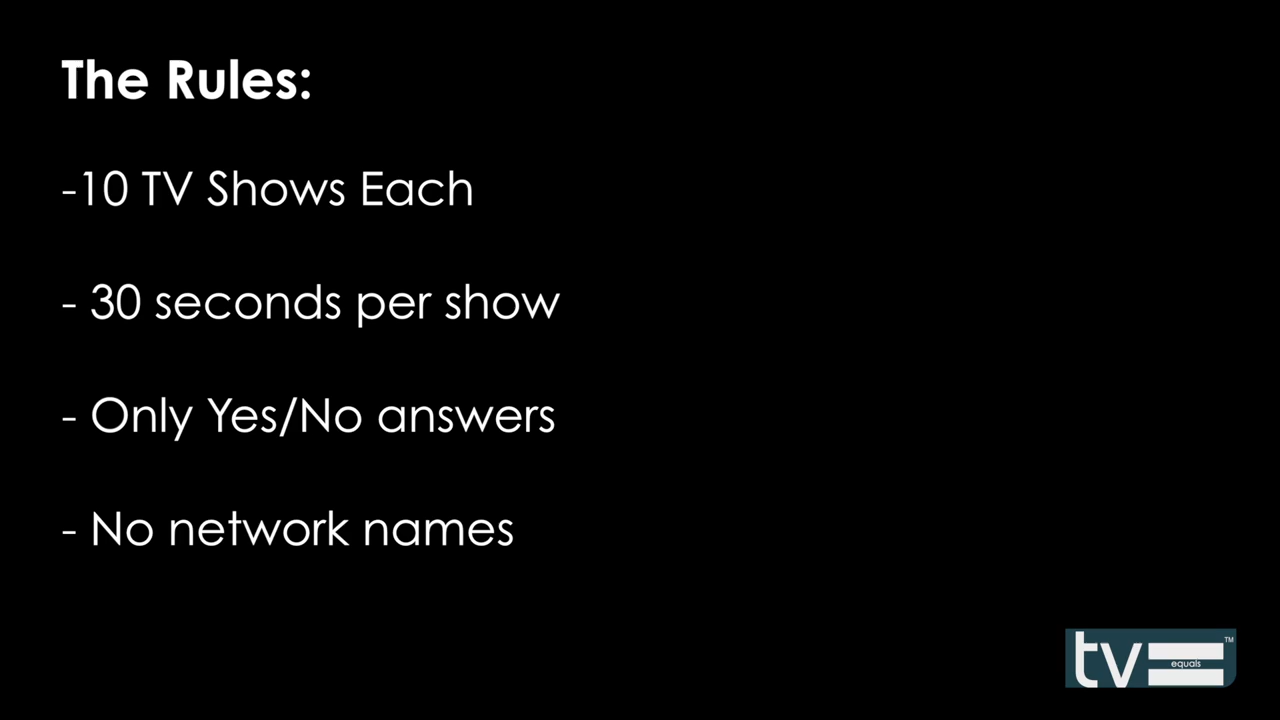 The Rules:
-10 TV Shows Each
- 30 seconds per show
- Only Yes/No answers
- No network names
tv equals ™